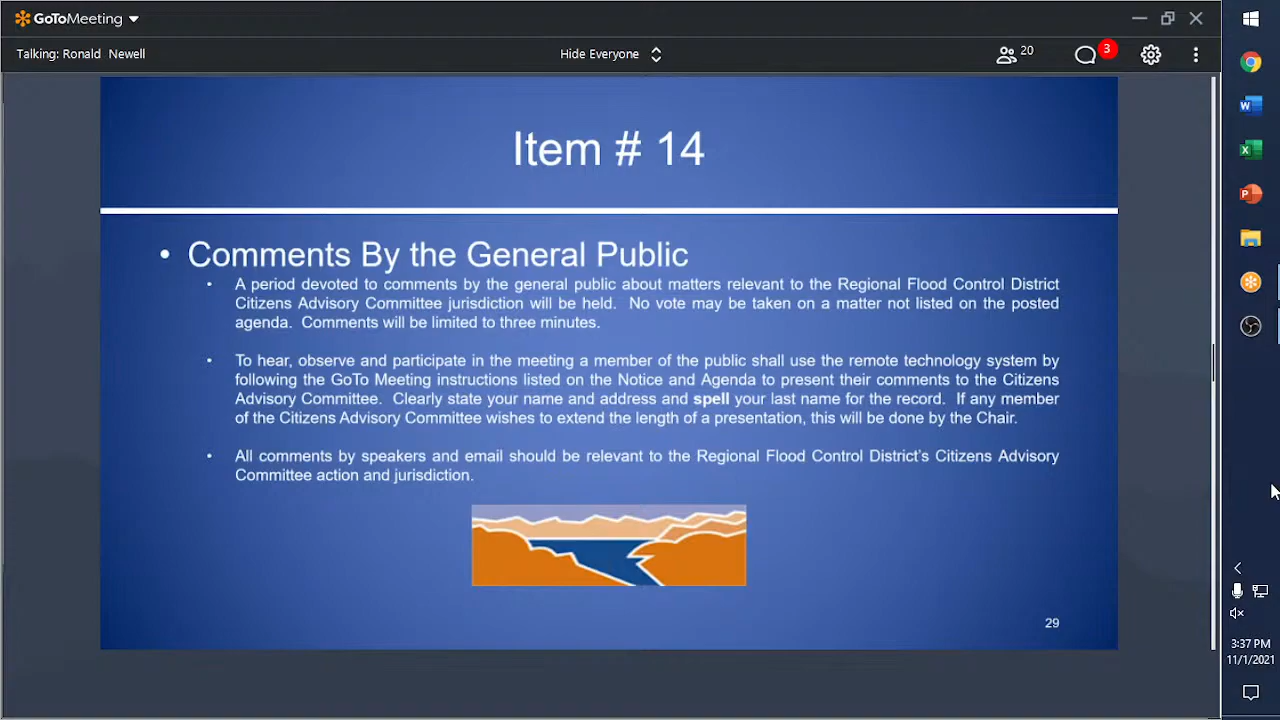 GoToMeeting
Talking: Ronald Newell
Hide Everyone
20
3
Item # 14
• Comments By the General Public
• A period devoted to comments by the general public about matters relevant to the Regional Flood Control District
Citizens Advisory Committee jurisdiction will be held. No vote may be taken on a matter not listed on the posted
agenda. Comments will be limited to three minutes.
• To hear, observe and participate in the meeting a member of the public shall use the remote technology system by
following the GoTo Meeting instructions listed on the Notice and Agenda to present their comments to the Citizens
Advisory Committee. Clearly state your name and address and spell your last name for the record. If any member
of the Citizens Advisory Committee wishes to extend the length of a presentation, this will be done by the Chair.
• All comments by speakers and email should be relevant to the Regional Flood Control District's Citizens Advisory
Committee action and jurisdiction.
29
W
X
P
3:37 PM
11/1/2021